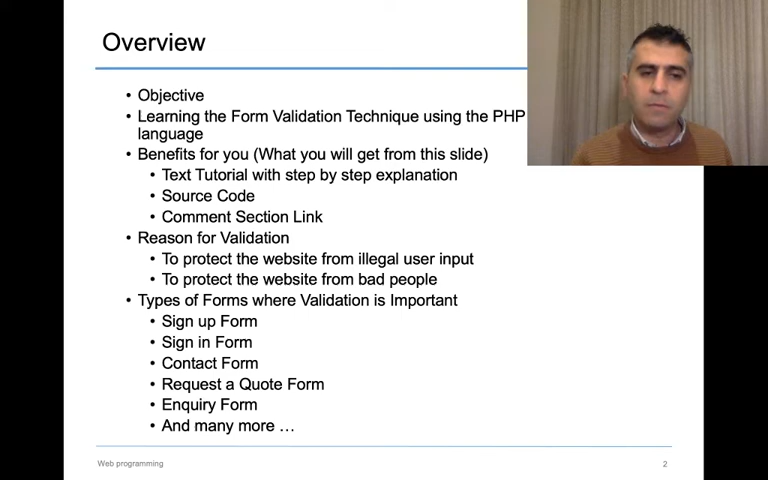 Overview
• Objective
• Learning the Form Validation Technique using the PHP
language
• Benefits for you (What you will get from this slide)
• Text Tutorial with step by step explanation
• Source Code
• Comment Section Link
• Reason for Validation
• To protect the website from illegal user input
• To protect the website from bad people
• Types of Forms where Validation is Important
• Sign up Form
• Sign in Form
• Contact Form
• Request a Quote Form
• Enquiry Form
• And many more …
Web programming
2